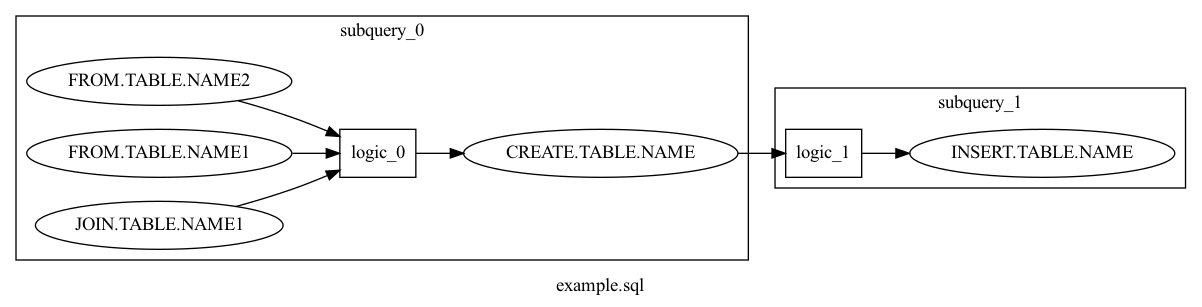 subquery_0
FROM.TABLE.NAME2
FROM.TABLE.NAME1
JOIN.TABLE.NAME1
logic_0
CREATE.TABLE.NAME
subquery_1
logic_1
INSERT.TABLE.NAME
example.sql